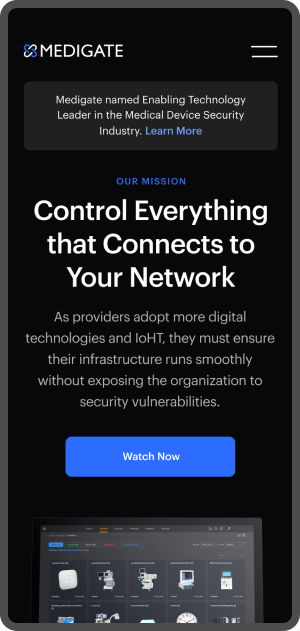 MEDIGATE
Medigate named Enabling Technology
Leader in the Medical Device Security
Industry. Learn More
OUR MISSION
Control Everything
that Connects to
Your Network
As providers adopt more digital
technologies and IoHT, they must ensure
their infrastructure runs smoothly
without exposing the organization to
security vulnerabilities.
Watch Now